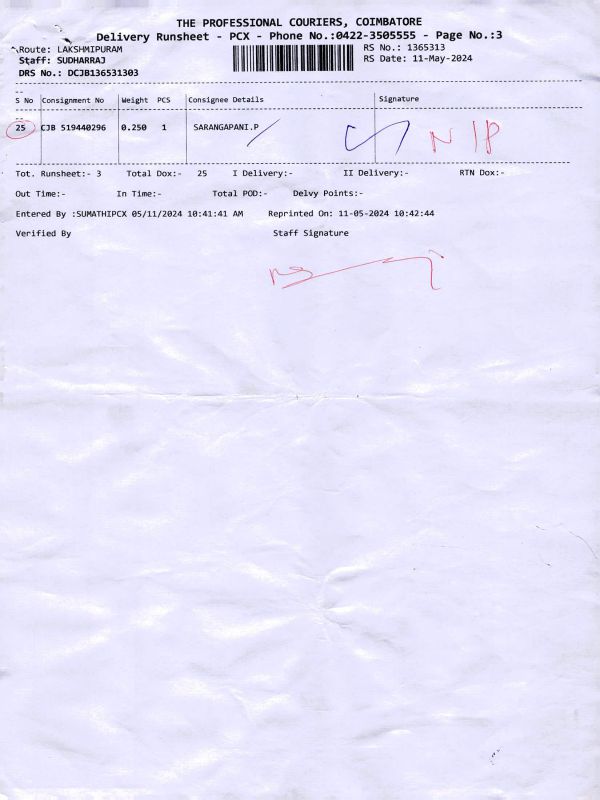 THE PROFESSIONAL COURIERS, COIMBATORE
Delivery Runsheet - PCX - Phone No.:0422-3505555 - Page No.:3
Route: LAKSHMIPURAM
RS No.: 1365313
Staff: SUDHARRAJ
RS Date: 11-May-2024
DRS No.: DCJB136531303
S No Consignment No Weight PCS Consignee Details Signature
25 CJB 519440296 0.250 1 SARANGAPANI.P N IP
Tot. Runsheet:- 3 Total Dox:- 25 I Delivery:- II Delivery:- RTN Dox:-
Out Time:- In Time:- Total POD:- Delvy Points:-
Entered By :SUMATHIPCX 05/11/2024 10:41:41 AM Reprinted On: 11-05-2024 10:42:44
Verified By Staff Signature